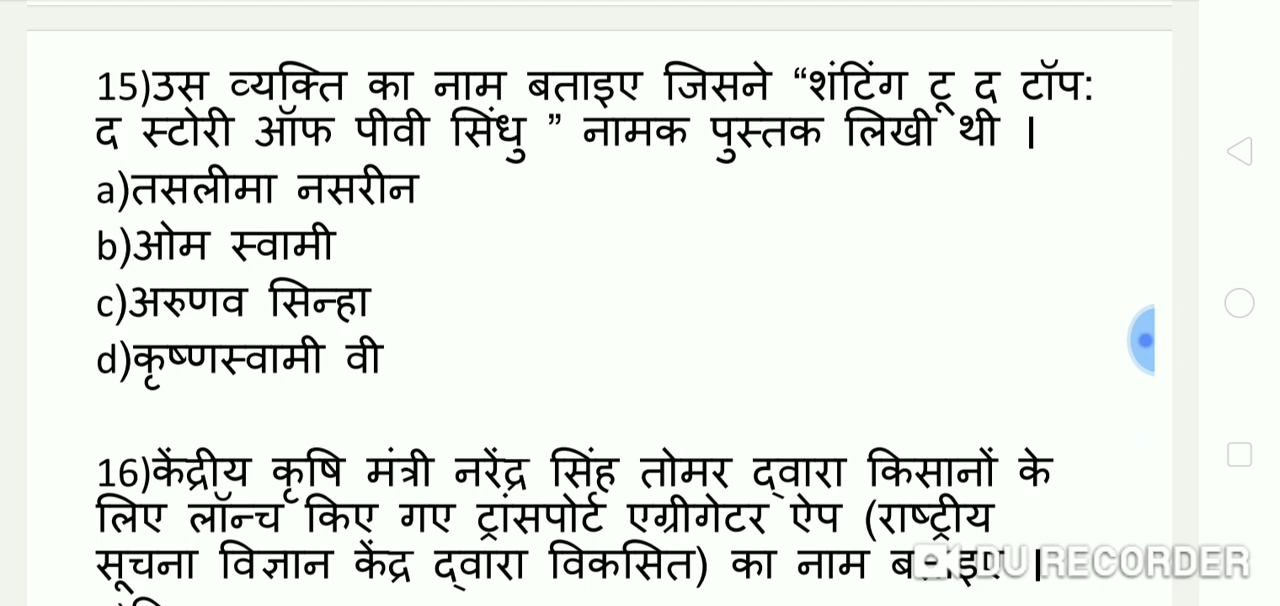 15)उस व्यक्ति का नाम बताइए जिसने “शंटिंग टू द टॉप:
द स्टोरी ऑफ पीवी सिंधु ” नामक पुस्तक लिखी थी ।
a)तसलीमा नसरीन
b)ओम स्वामी
c)अरुणव सिन्हा
d)कृष्णस्वामी वी
16)केंद्रीय कृषि मंत्री नरेंद्र सिंह तोमर द्वारा किसानों के
लिए लॉन्च किए गए ट्रांसपोर्ट एग्रीगेटर ऐप (राष्ट्रीय
सूचना विज्ञान केंद्र द्वारा विकसित) का नाम ।
DU RECORDER